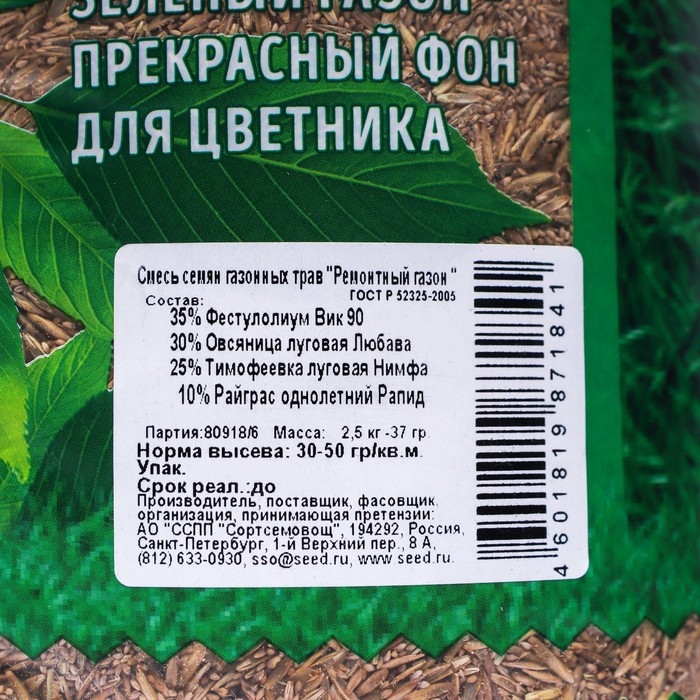 ЗЕЛЕНЫЙ ГАЗОН -
ПРЕКРАСНЫЙ ФОН
ДЛЯ ЦВЕТНИКА
Смесь семян газонных трав "Ремонтный газон"
ГОСТ Р 52325-2005
Состав:
35% Фестулолиум Вик 90
30% Овсяница луговая Любава
25% Тимофеевка луговая Нимфа
10% Райграс однолетний Рапид
Партия:80918/6 Масса: 2,5 кг -37 гр
Норма высева: 30-50 гр/кв.м.
Упак.
Срок реал.:до
Производитель, поставщик, фасовщик,
организация, принимающая претензии:
АО "ССПП "Сортсемовощ", 194292, Россия,
Санкт-Петербург, 1-й Верхний пер., 8 А,
(812) 633-0930, sso@seed.ru, www seed.ru.
4 601819 871841